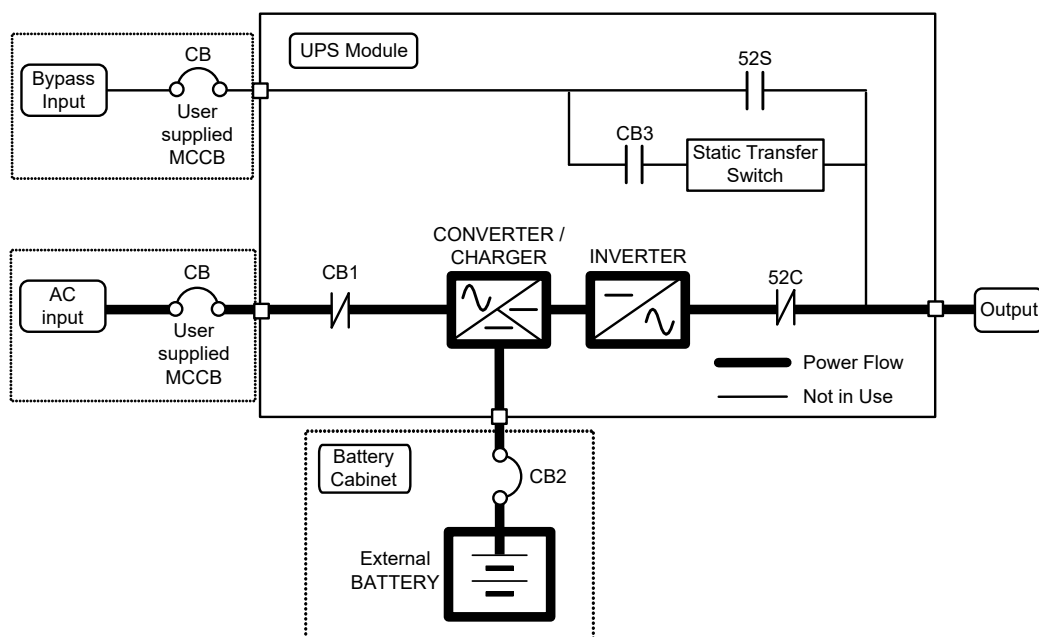 UPS Module
CB
52S
Bypass
Input
User
supplied
MCCB
CB3
Static Transfer
Switch
CONVERTER /
CHARGER
INVERTER
CB
CB1
52C
AC
input
Output
User
supplied
MCCB
Power Flow
Not in Use
Battery
Cabinet
CB2
External
BATTERY